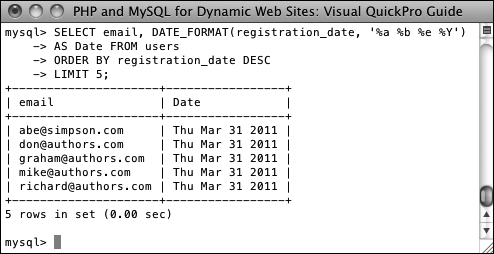 PHP and MySQL for Dynamic Web Sites: Visual QuickPro Guide
mysql> SELECT email, DATE_FORMAT(registration_date, '%a %b %e %Y')
    -> AS Date FROM users
    -> ORDER BY registration_date DESC
    -> LIMIT 5;
+---------------------+-----------------+
| email               | Date            |
+---------------------+-----------------+
| abe@simpson.com     | Thu Mar 31 2011 |
| don@authors.com     | Thu Mar 31 2011 |
| graham@authors.com  | Thu Mar 31 2011 |
| mike@authors.com    | Thu Mar 31 2011 |
| richard@authors.com | Thu Mar 31 2011 |
+---------------------+-----------------+
5 rows in set (0.00 sec)
mysql>